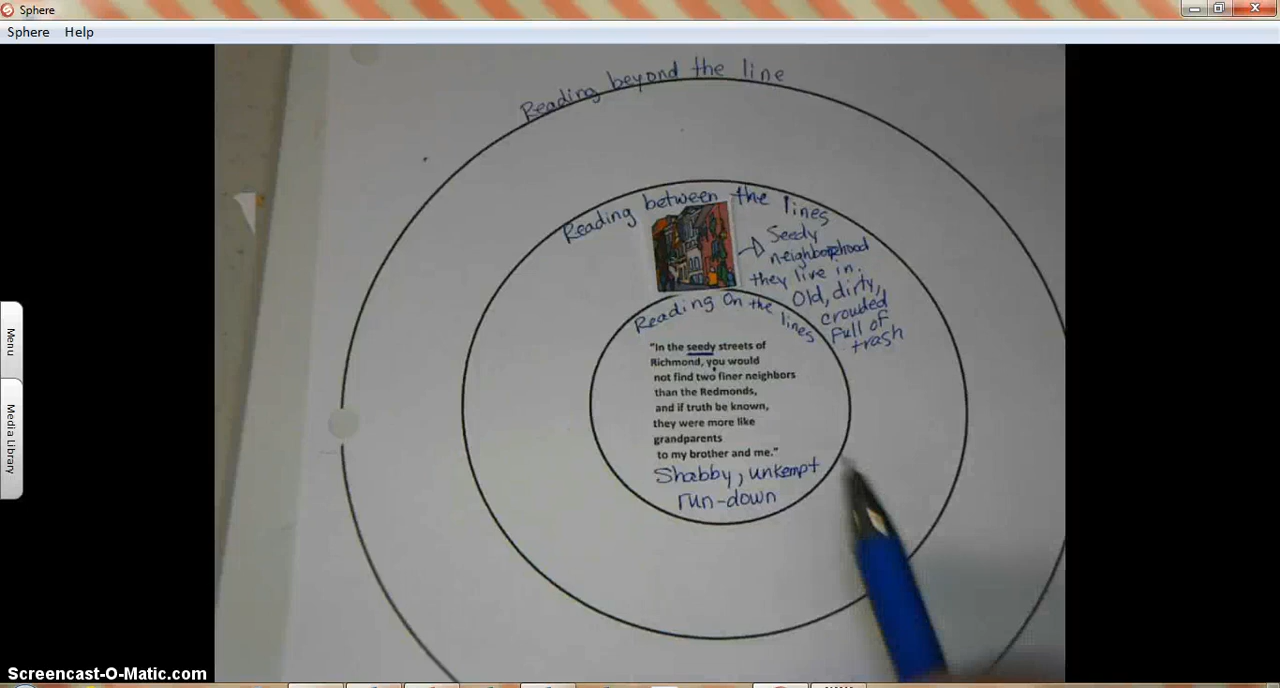 Sphere
Sphere Help
Reading beyond the line
Reading between the lines
Seedy
neighborhood
they live in.
Old, dirty,
crowded
full of
trash
Reading On the lines
"In the seedy streets of
Richmond, you would
not find two finer neighbors
than the Redmonds,
and if truth be known,
they were more like
grandparents
to my brother and me."
Shabby, unkempt
run-down
Menu
Media Library
Screencast-O-Matic.com